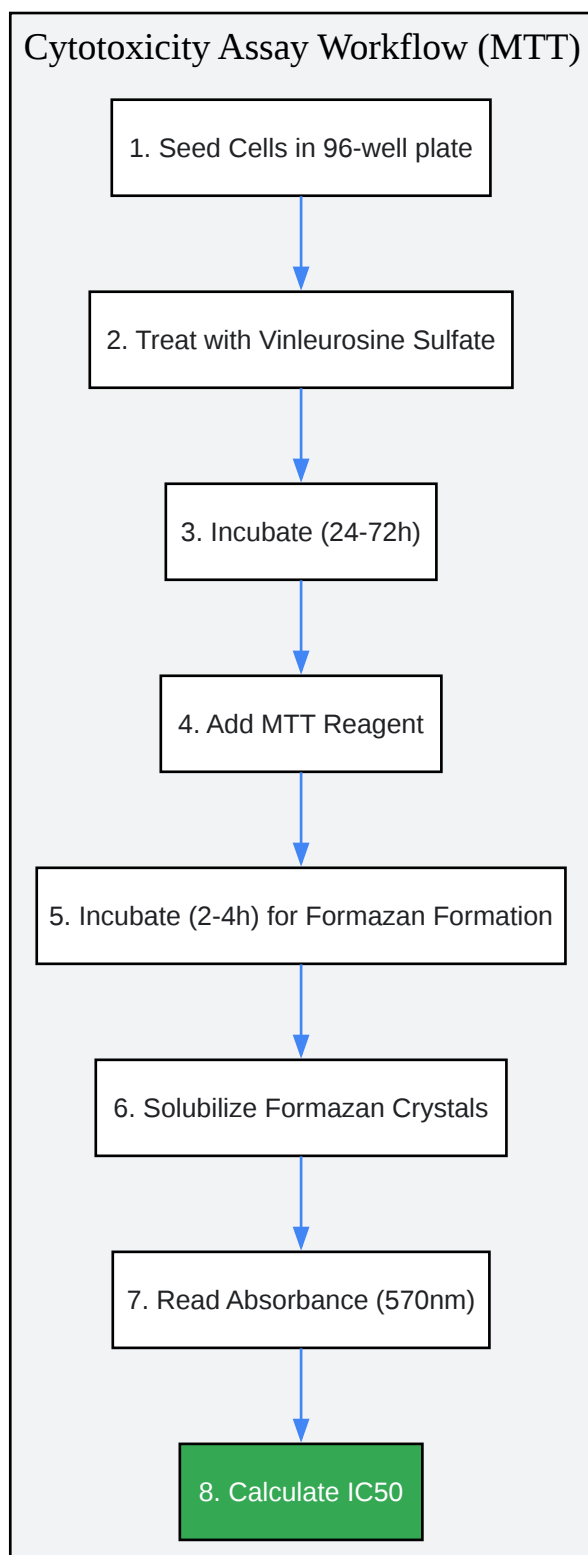 Cytotoxicity Assay Workflow (MTT)
1. Seed Cells in 96-well plate
2. Treat with Vinleurosine Sulfate
3. Incubate (24-72h)
4. Add MTT Reagent
5. Incubate (2-4h) for Formazan Formation
6. Solubilize Formazan Crystals
7. Read Absorbance (570nm)
8. Calculate IC50